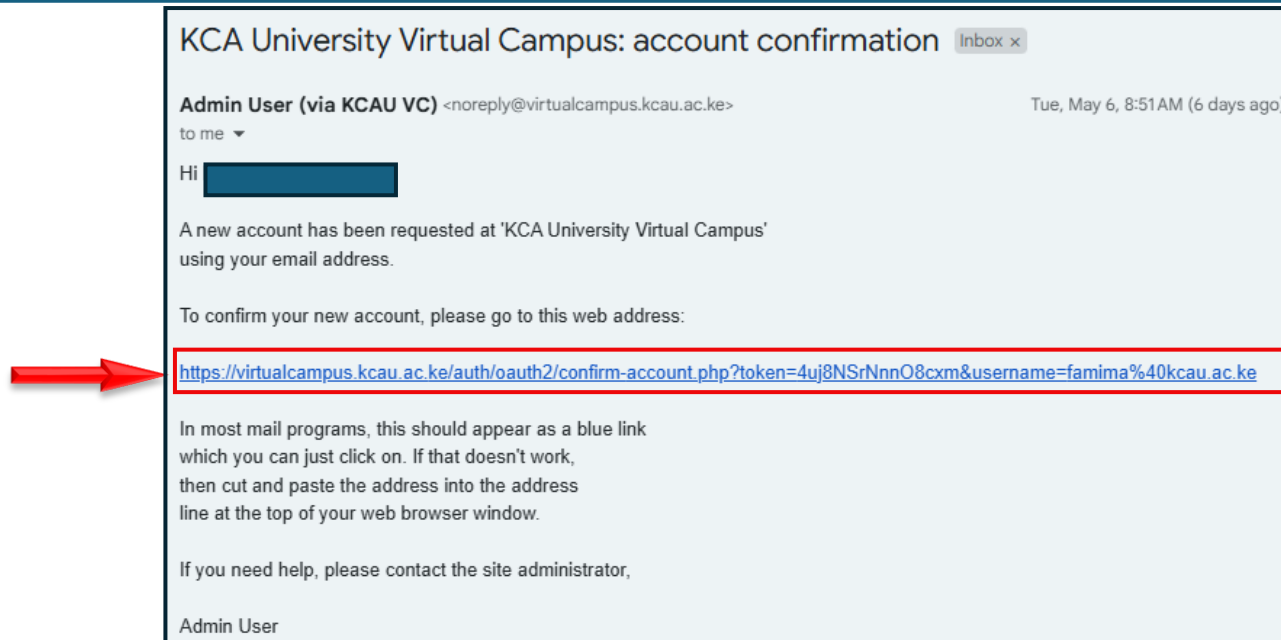 KCA University Virtual Campus: account confirmation Inbox x
Admin User (via KCAU VC) <noreply@virtualcampus.kcau.ac.ke> Tue, May 6, 8:51 AM (6 days ago)
to me
Hi
A new account has been requested at 'KCA University Virtual Campus'
using your email address.
To confirm your new account, please go to this web address:
https://virtualcampus.kcau.ac.ke/auth/oauth2/confirm-account.php?token=4uj8NSrNnnO8cxm&username=famima%40kcau.ac.ke
In most mail programs, this should appear as a blue link
which you can just click on. If that doesn't work,
then cut and paste the address into the address
line at the top of your web browser window.
If you need help, please contact the site administrator,
Admin User